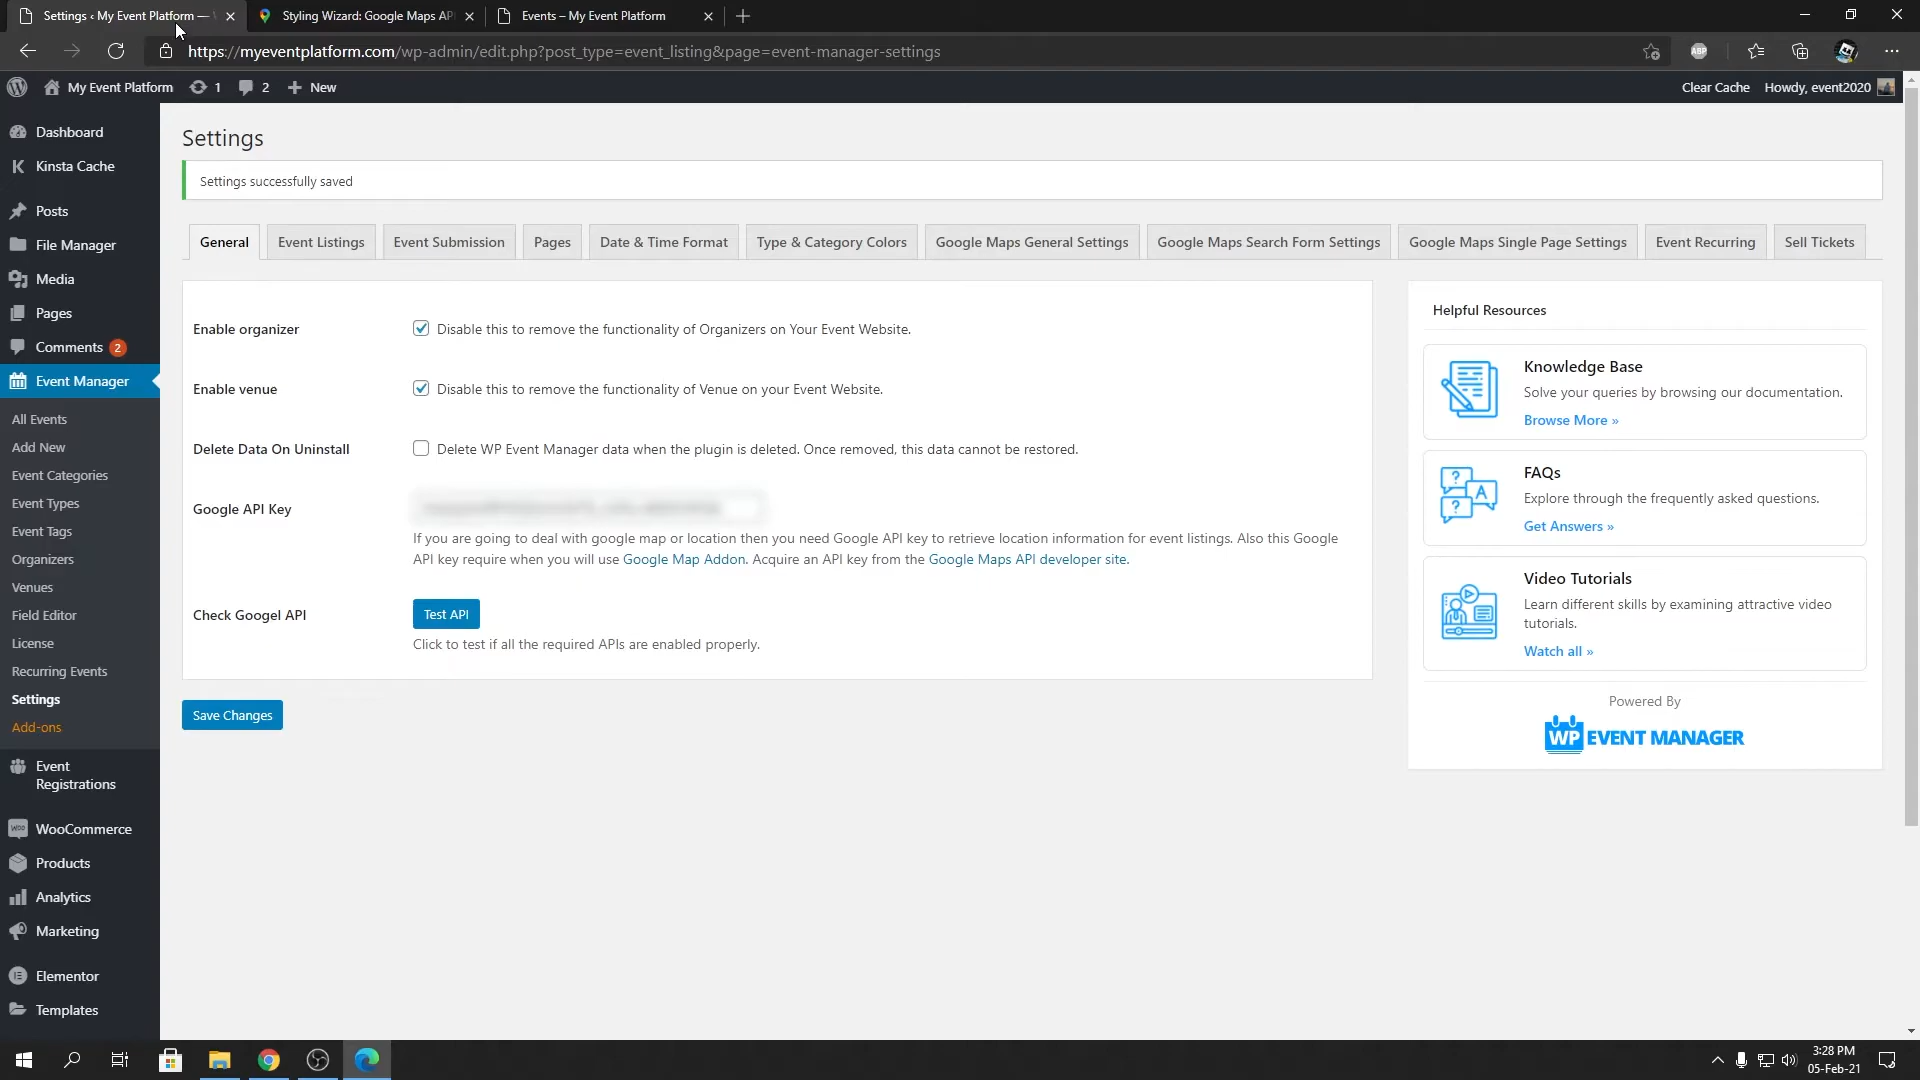 Settings ‹ My Event Platform —
Styling Wizard: Google Maps API
Events – My Event Platform
https://myeventplatform.com/wp-admin/edit.php?post_type=event_listing&page=event-manager-settings
ABP
My Event Platform
1
2
New
Clear Cache
Howdy, event2020
Dashboard
Kinsta Cache
Posts
File Manager
Media
Pages
Comments 2
Event Manager
All Events
Add New
Event Categories
Event Types
Event Tags
Organizers
Venues
Field Editor
License
Recurring Events
Settings
Add-ons
Event
Registrations
WooCommerce
Products
Analytics
Marketing
Elementor
Templates
Settings
Settings successfully saved
General
Event Listings
Event Submission
Pages
Date & Time Format
Type & Category Colors
Google Maps General Settings
Google Maps Search Form Settings
Google Maps Single Page Settings
Event Recurring
Sell Tickets
Enable organizer
Disable this to remove the functionality of Organizers on Your Event Website.
Enable venue
Disable this to remove the functionality of Venue on your Event Website.
Delete Data On Uninstall
Delete WP Event Manager data when the plugin is deleted. Once removed, this data cannot be restored.
Google API Key
If you are going to deal with google map or location then you need Google API key to retrieve location information for event listings. Also this Google
API key require when you will use Google Map Addon. Acquire an API key from the Google Maps API developer site.
Check Googel API
Test API
Click to test if all the required APIs are enabled properly.
Save Changes
Helpful Resources
Knowledge Base
Solve your queries by browsing our documentation.
Browse More »
FAQs
Explore through the frequently asked questions.
Get Answers »
Video Tutorials
Learn different skills by examining attractive video
tutorials.
Watch all »
Powered By
WP EVENT MANAGER
3:28 PM
05-Feb-21